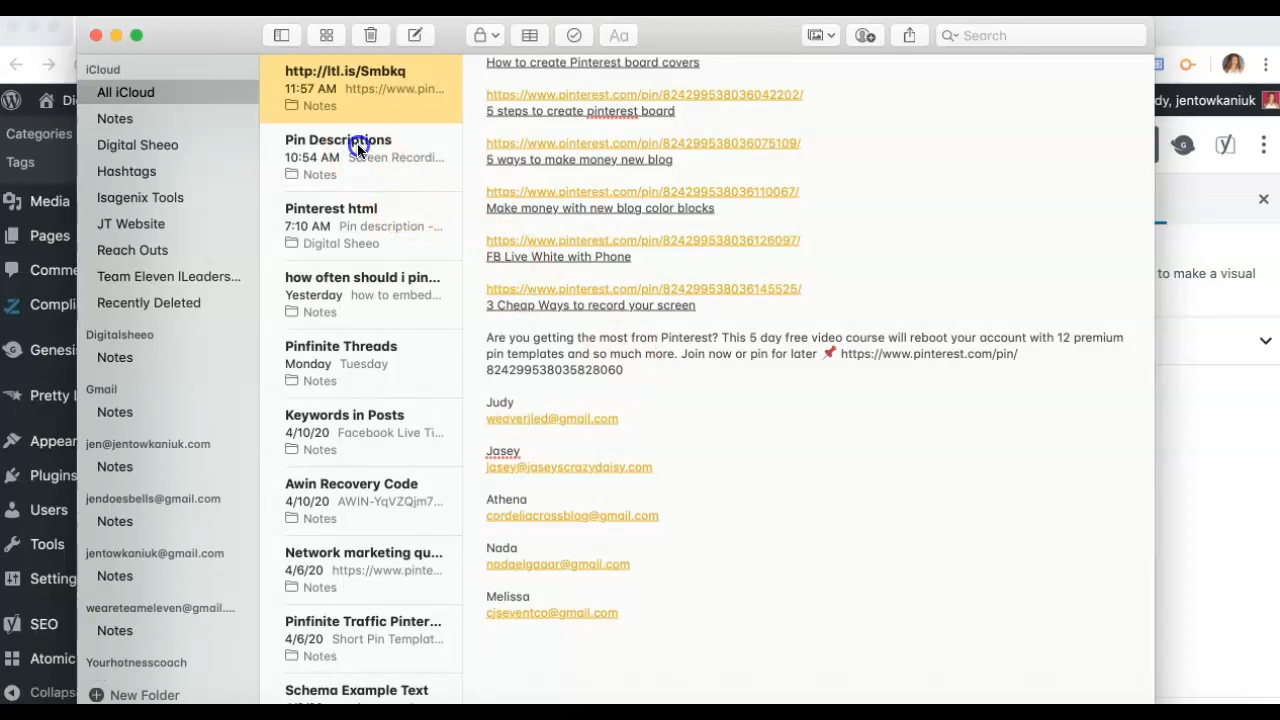 Search
Di
dy, jentowkaniuk
Categories
Tags
Media
Pages
Comme
Compli
Genesi
Pretty L
Appear
Plugins
Users
Tools
Setting
SEO
Atomic
Collaps
iCloud
All iCloud
Notes
Digital Sheeo
Hashtags
Isagenix Tools
JT Website
Reach Outs
Team Eleven lLeaders...
Recently Deleted
Digitalsheeo
Notes
Gmail
Notes
jen@jentowkaniuk.com
Notes
jendoesbells@gmail.com
Notes
jentowkaniuk@gmail.com
Notes
weareteameleven@gmail....
Notes
Yourhotnesscoach
New Folder
http://ltl.is/Smbkq
11:57 AM https://www.pin...
Notes
Pin Descriptions
10:54 AM Screen Recordi...
Notes
Pinterest html
7:10 AM Pin description -...
Digital Sheeo
how often should i pin...
Yesterday how to embed...
Notes
Pinfinite Threads
Monday Tuesday
Notes
Keywords in Posts
4/10/20 Facebook Live Ti...
Notes
Awin Recovery Code
4/10/20 AWIN-YqVZQjm7...
Notes
Network marketing qu...
4/6/20 https://www.pinte...
Notes
Pinfinite Traffic Pinter...
4/6/20 Short Pin Templat...
Notes
Schema Example Text
How to create Pinterest board covers
https://www.pinterest.com/pin/824299538036042202/
5 steps to create pinterest board
https://www.pinterest.com/pin/824299538036075109/
5 ways to make money new blog
https://www.pinterest.com/pin/824299538036110067/
Make money with new blog color blocks
https://www.pinterest.com/pin/824299538036126097/
FB Live White with Phone
https://www.pinterest.com/pin/824299538036145525/
3 Cheap Ways to record your screen
Are you getting the most from Pinterest? This 5 day free video course will reboot your account with 12 premium
pin templates and so much more. Join now or pin for later 📌 https://www.pinterest.com/pin/
824299538035828060
Judy
weaverjled@gmail.com
Jasey
jasey@jaseyscrazydaisy.com
Athena
cordeliacrossblog@gmail.com
Nada
nadaelgaaar@gmail.com
Melissa
cjseventco@gmail.com
to make a visual